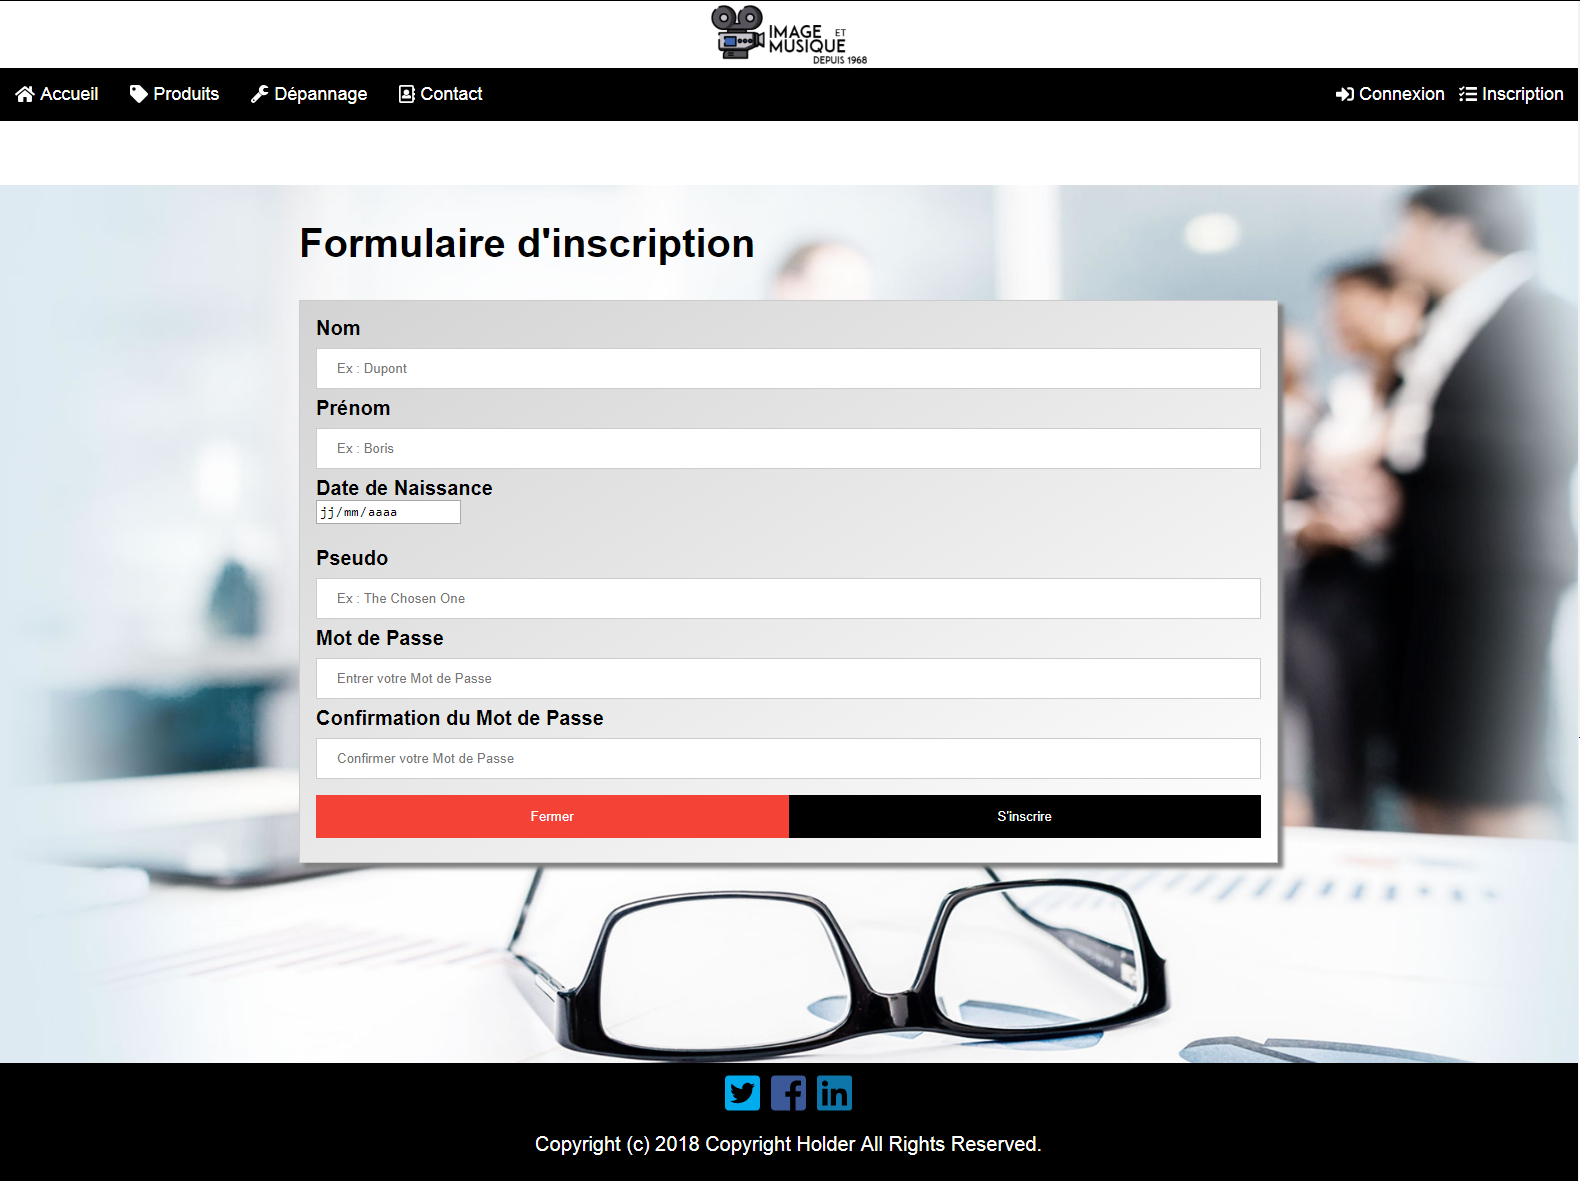 IMAGE ET
MUSIQUE
DEPUIS 1968
Accueil Produits Dépannage Contact Connexion Inscription
Formulaire d'inscription
Nom
Ex : Dupont
Prénom
Ex : Boris
Date de Naissance
jj/mm/aaaa
Pseudo
Ex : The Chosen One
Mot de Passe
Entrer votre Mot de Passe
Confirmation du Mot de Passe
Confirmer votre Mot de Passe
Fermer S'inscrire
Copyright (c) 2018 Copyright Holder All Rights Reserved.